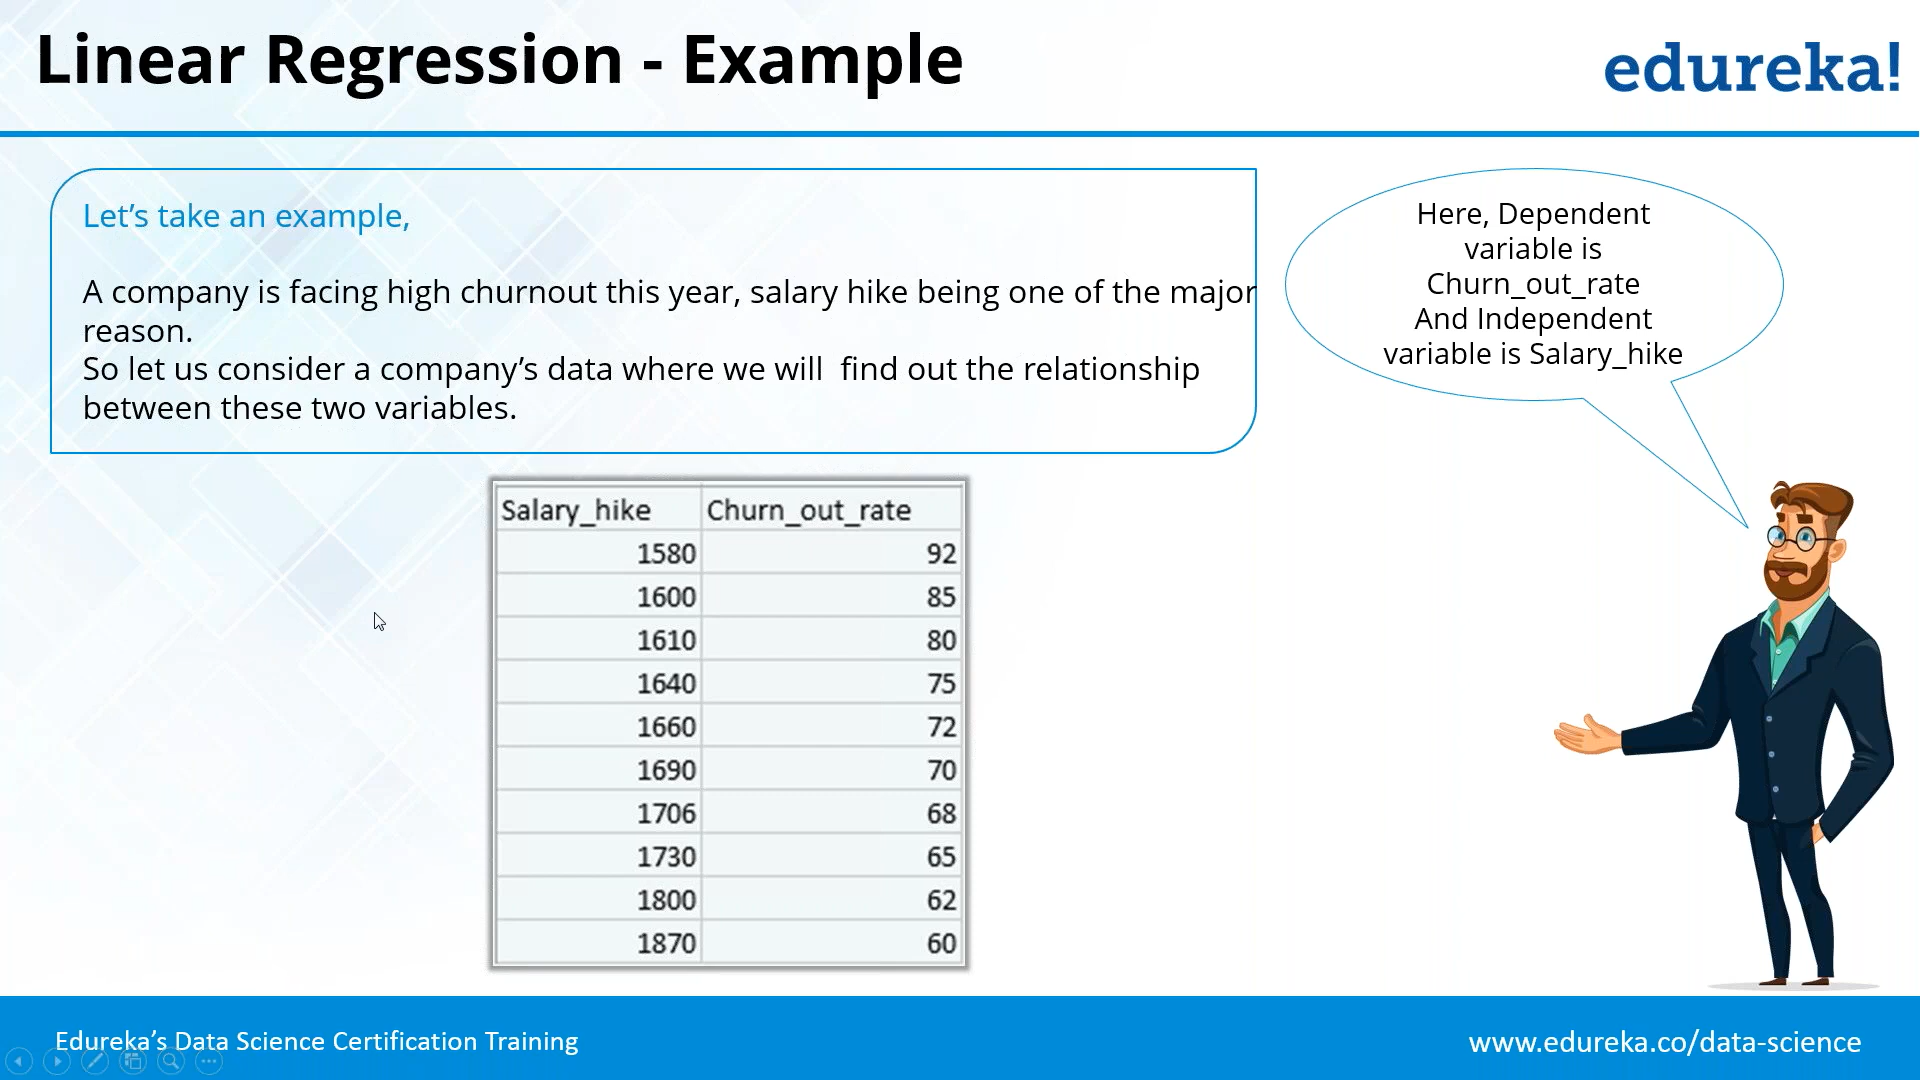 Linear Regression - Example
edureka!
Let's take an example,
A company is facing high churnout this year, salary hike being one of the major
reason.
So let us consider a company's data where we will  find out the relationship
between these two variables.
Here, Dependent
variable is
Churn_out_rate
And Independent
variable is Salary_hike
Salary_hike Churn_out_rate
1580 92
1600 85
1610 80
1640 75
1660 72
1690 70
1706 68
1730 65
1800 62
1870 60
Edureka's Data Science Certification Training
www.edureka.co/data-science